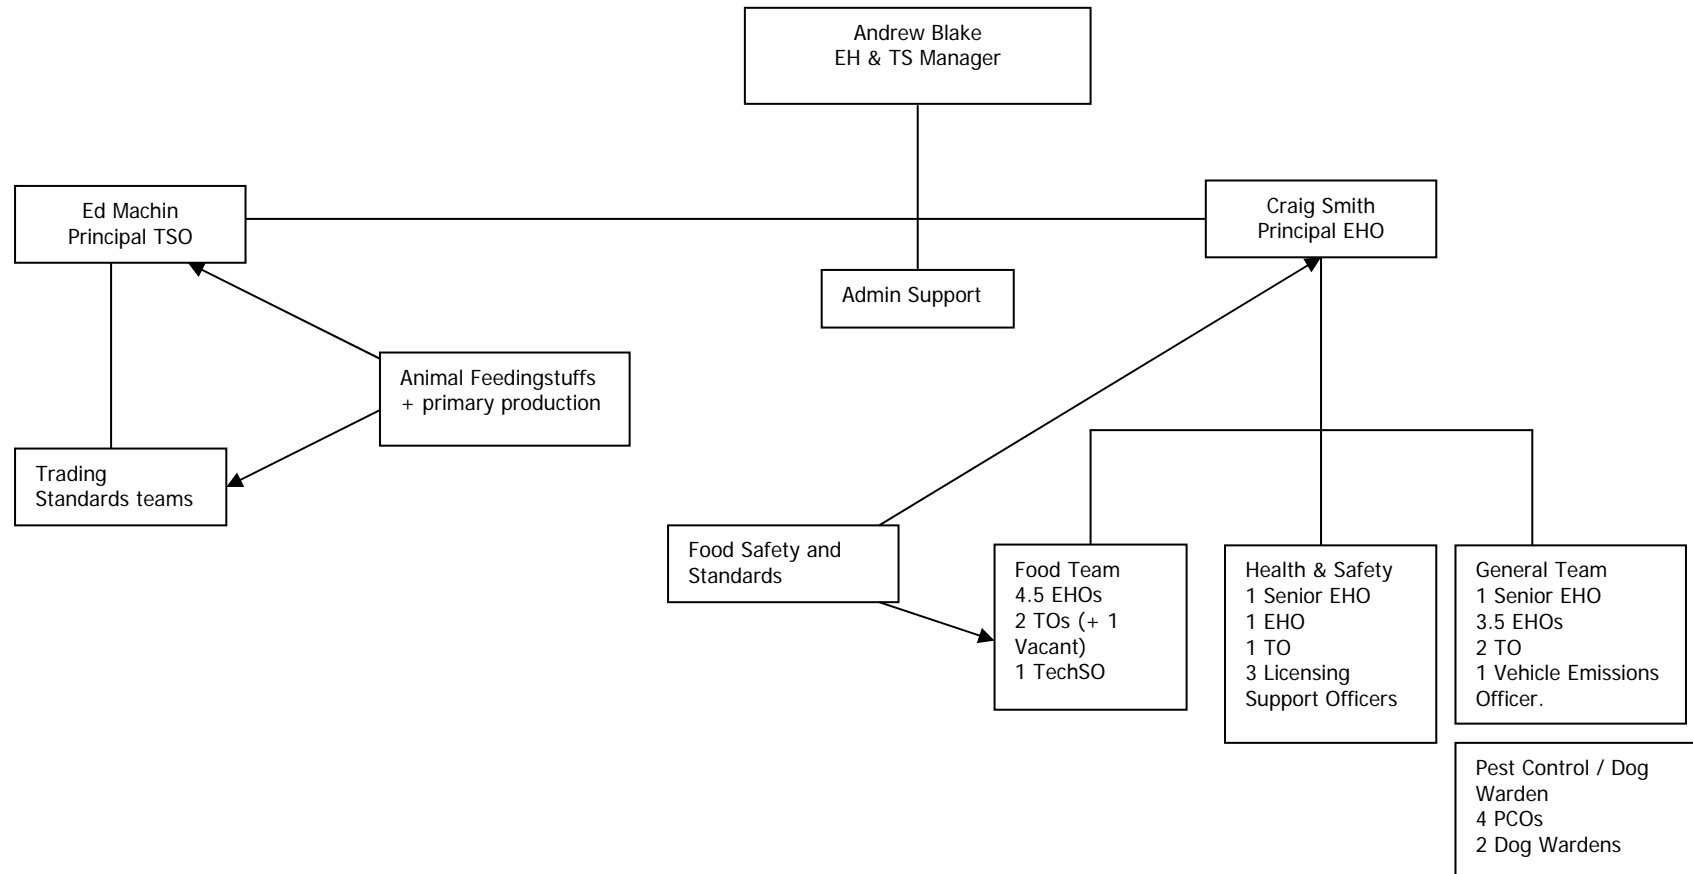 Andrew Blake
EH & TS Manager
Ed Machin
Principal TSO
Craig Smith
Principal EHO
Admin Support
Animal Feedingstuffs
+ primary production
Trading
Standards teams
Food Safety and
Standards
Food Team
4.5 EHOs
2 TOs (+ 1
Vacant)
1 TechSO
Health & Safety
1 Senior EHO
1 EHO
1 TO
3 Licensing
Support Officers
General Team
1 Senior EHO
3.5 EHOs
2 TO
1 Vehicle Emissions
Officer.
Pest Control / Dog
Warden
4 PCOs
2 Dog Wardens